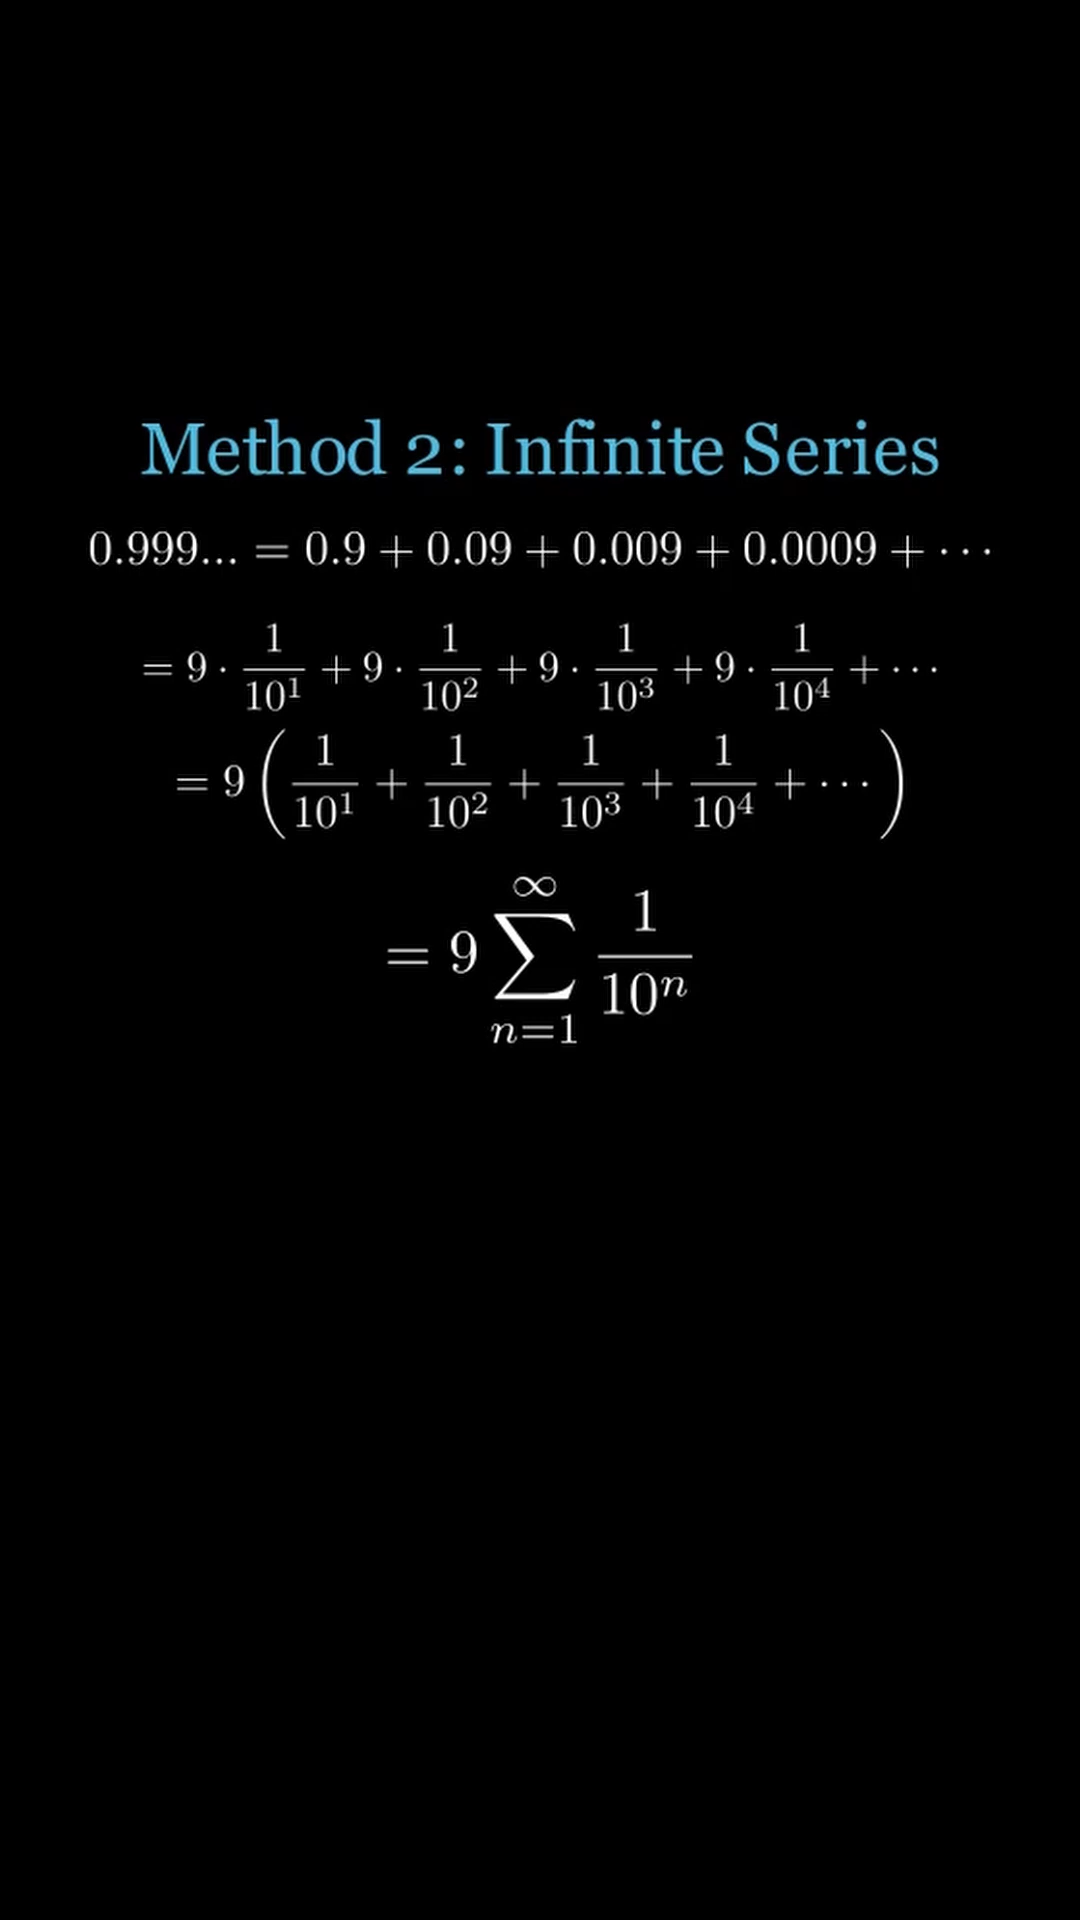 Method 2: Infinite Series
0.999... = 0.9 + 0.09 + 0.009 + 0.0009 + ⋯
= 9 · 1/10¹ + 9 · 1/10² + 9 · 1/10³ + 9 · 1/10⁴ + ⋯
= 9 (1/10¹ + 1/10² + 1/10³ + 1/10⁴ + ⋯)
= 9 ∑_{n=1}^{∞} 1/10ⁿ